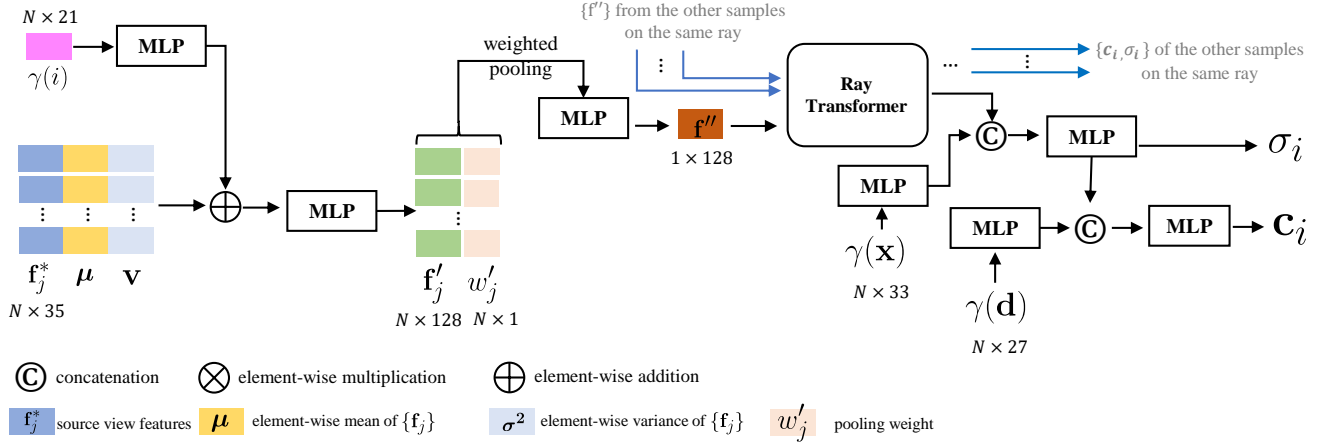 N × 21
MLP
γ(i)
weighted
pooling
{f''} from the other samples
on the same ray
⋮
MLP
f''
1 × 128
Ray
Transformer
...
{c_i, σ_i} of the other samples
on the same ray
⋮
C
MLP
σ_i
MLP
γ(x)
N × 33
MLP
γ(d)
N × 27
C
MLP
c_i
⋮ ⋮ ⋮
f_j^* μ v
N × 35
MLP
⋮
f'_j w'_j
N × 128 N × 1
C concatenation
element-wise multiplication
element-wise addition
f_j^* source view features
μ element-wise mean of {f_j}
σ² element-wise variance of {f_j}
w'_j pooling weight